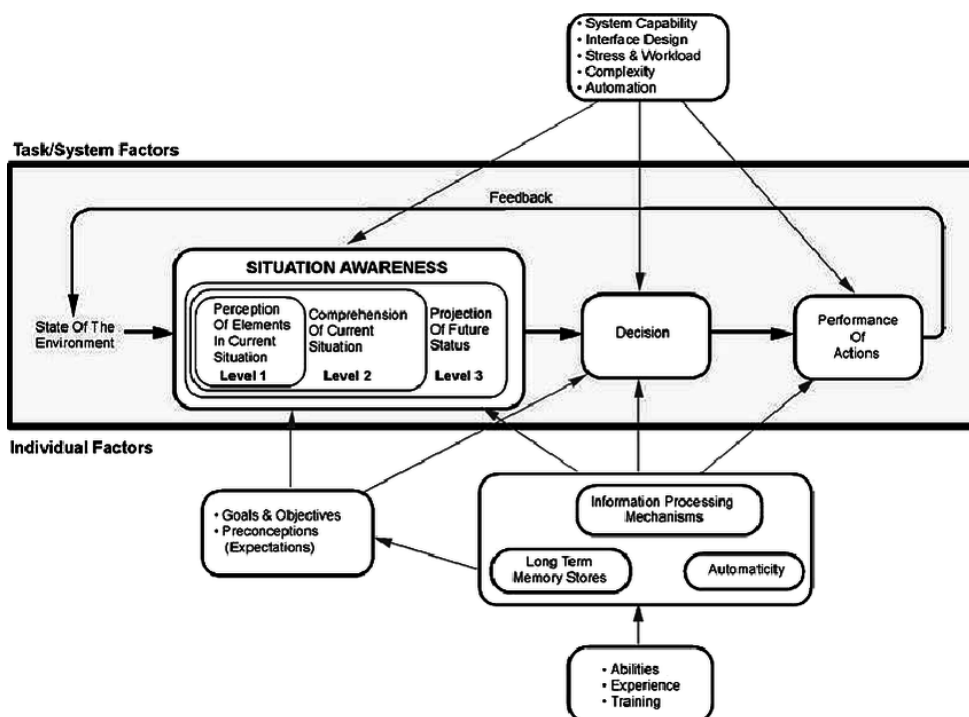 • System Capability
• Interface Design
• Stress & Workload
• Complexity
• Automation
Task/System Factors
Feedback
SITUATION AWARENESS
Perception
Of Elements
In Current
Situation
Level 1
Comprehension
Of Current
Situation
Level 2
Projection
Of Future
Status
Level 3
State Of The
Environment
Decision
Performance
Of
Actions
Individual Factors
• Goals & Objectives
• Preconceptions
(Expectations)
Information Processing
Mechanisms
Long Term
Memory Stores
Automaticity
• Abilities
• Experience
• Training